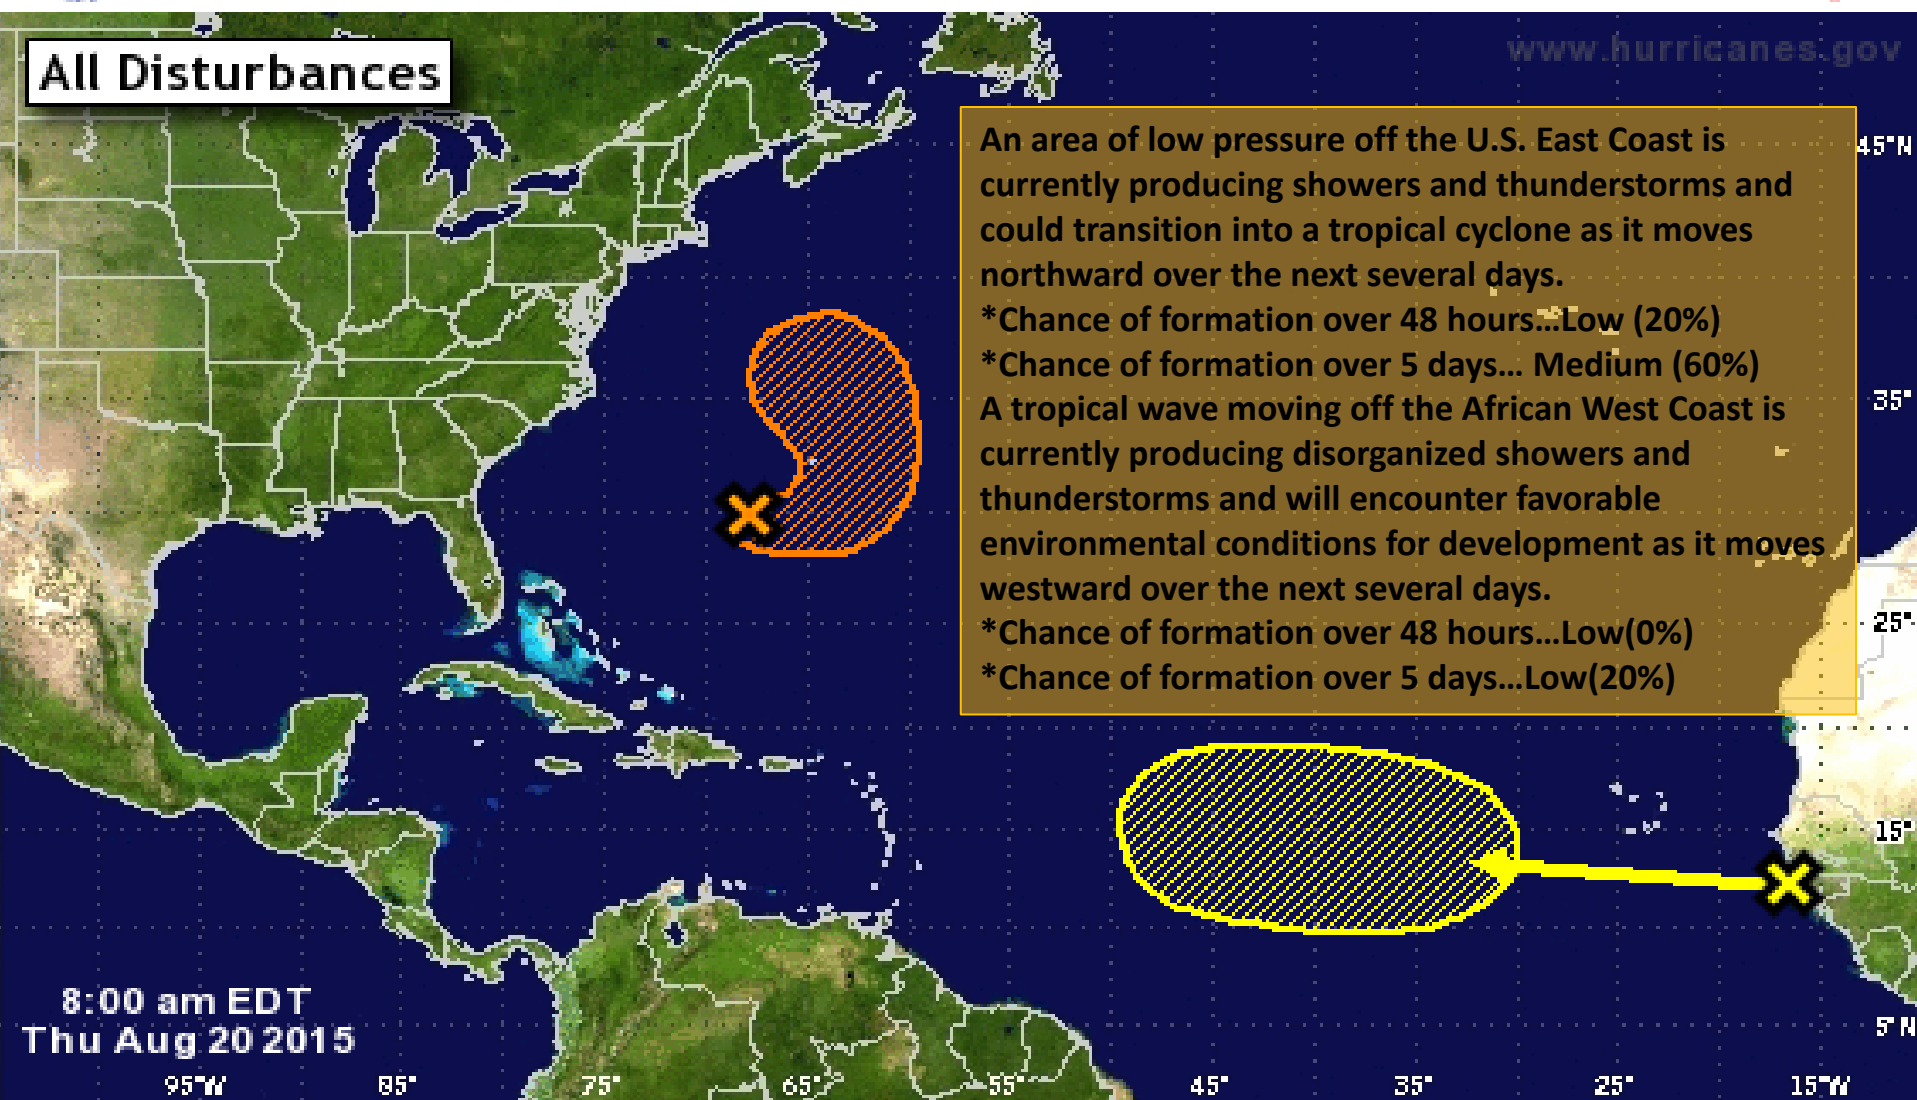 All Disturbances
www.hurricanes.gov
An area of low pressure off the U.S. East Coast is
currently producing showers and thunderstorms and
could transition into a tropical cyclone as it moves
northward over the next several days.
*Chance of formation over 48 hours…Low (20%)
*Chance of formation over 5 days… Medium (60%)
A tropical wave moving off the African West Coast is
currently producing disorganized showers and
thunderstorms and will encounter favorable
environmental conditions for development as it moves
westward over the next several days.
*Chance of formation over 48 hours…Low(0%)
*Chance of formation over 5 days…Low(20%)
45°N
35°
25°
15°
5°N
8:00 am EDT
Thu Aug 20 2015
95°W 85° 75° 65° 55° 45° 35° 25° 15°W